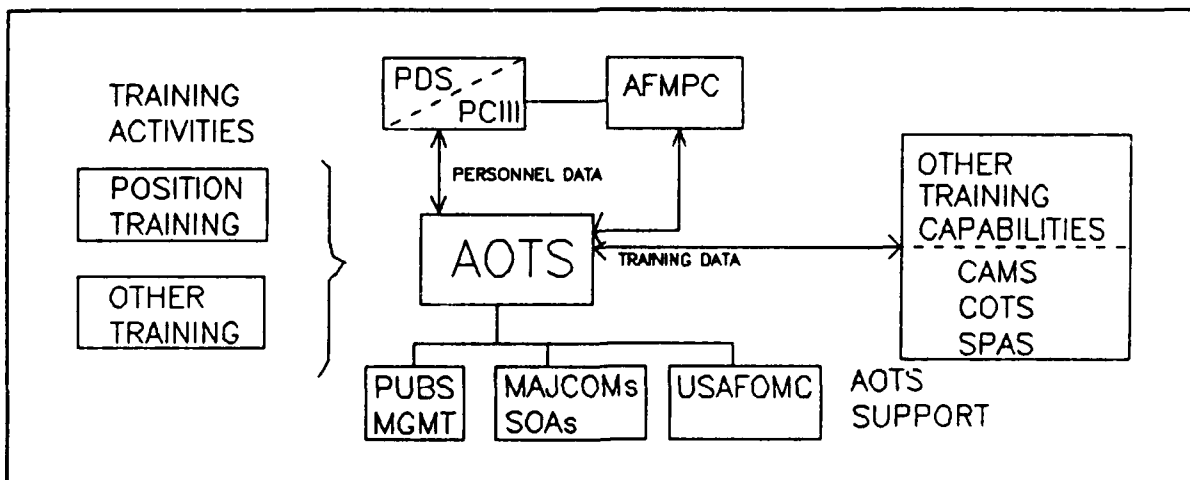 TRAINING
ACTIVITIES
POSITION
TRAINING
OTHER
TRAINING
PDS
PCIII
AFMPC
PERSONNEL DATA
AOTS
TRAINING DATA
OTHER
TRAINING
CAPABILITIES
CAMS
COTS
SPAS
PUBS
MGMT
MAJCOMs
SOAs
USAFOMC
AOTS
SUPPORT